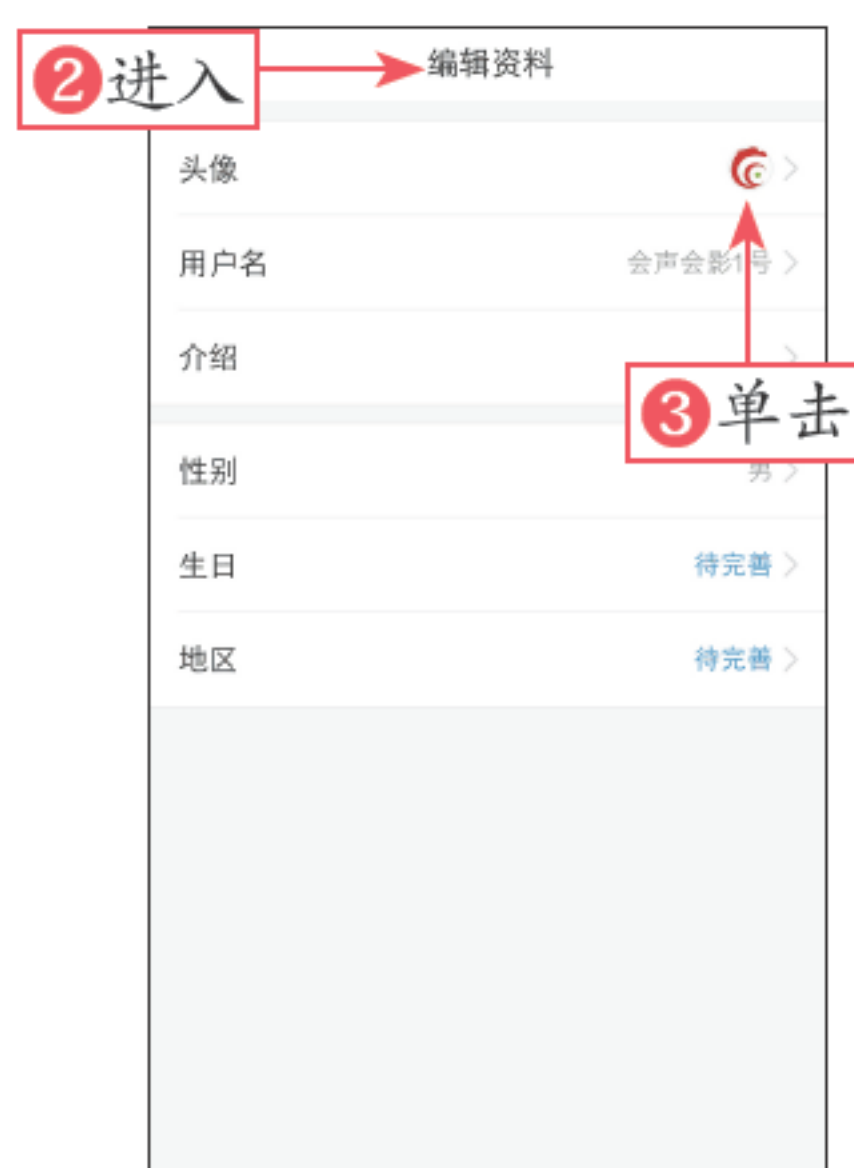 ❷进入
编辑资料
头像
用户名 会声会影1号
介绍
❸单击
性别 男
生日 待完善
地区 待完善